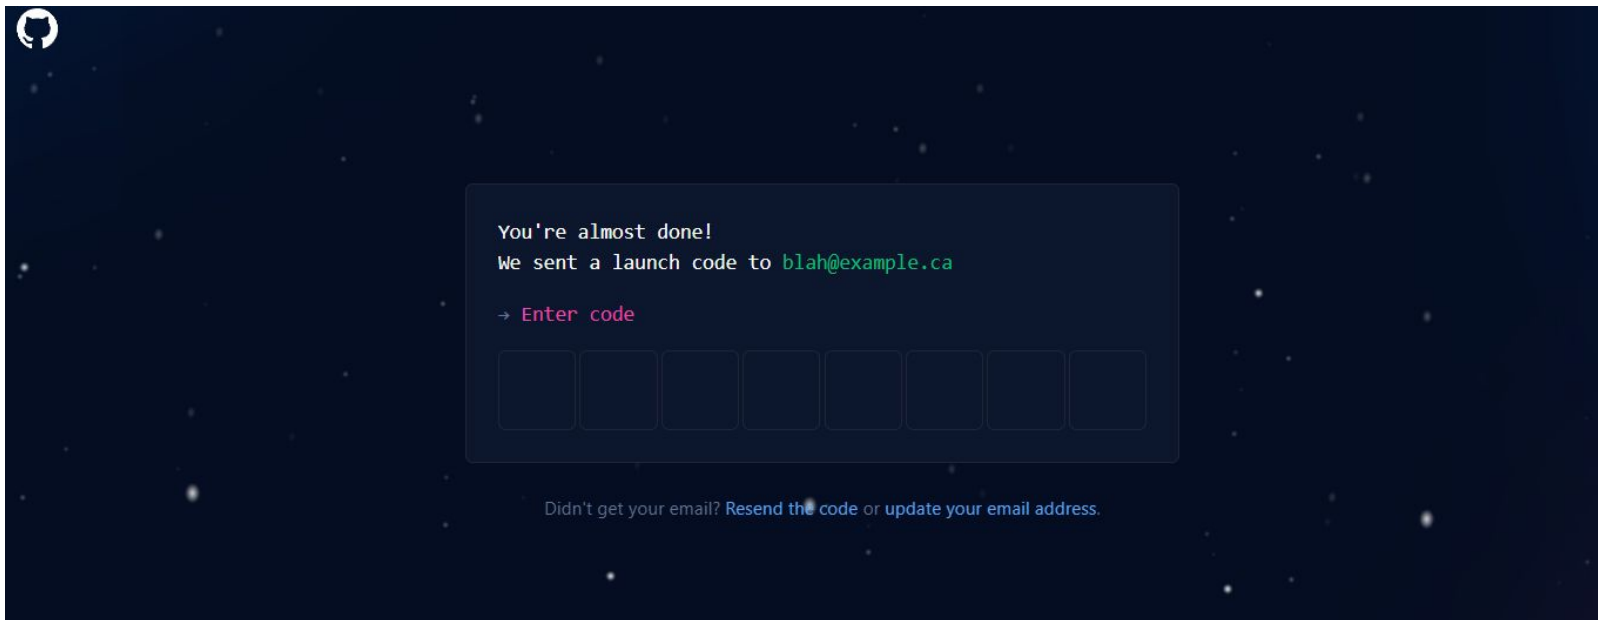 You're almost done!
We sent a launch code to blah@example.ca
→ Enter code
Didn't get your email? Resend the code or update your email address.